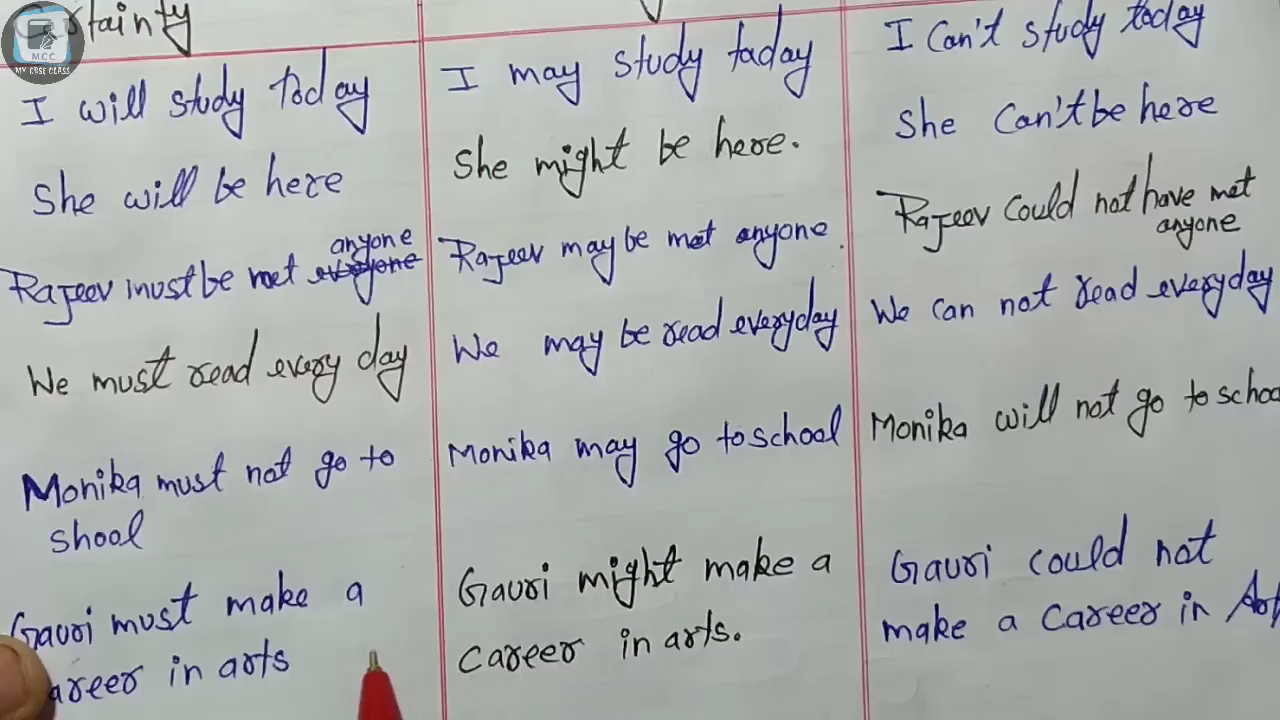 Certainty
MCC
MY CBSE CLASS
I will study today
She will be here
anyone
Rajeev must be met everyone
We must read every day
Monika must not go to
shool
Gauri must make a
areer in arts
I may study taday
She might be here.
Rajeev may be met anyone.
We may be read everyday
Monika may go to school
Gauri might make a
career in arts.
I can't study today
She can't be here
Rajeev could not have met
anyone
We can not read everyday
Monika will not go to schoo
Gauri could not
make a career in Art